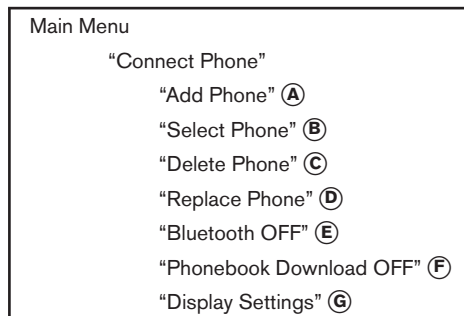 Main Menu
“Connect Phone”
“Add Phone” Ⓐ
“Select Phone” Ⓑ
“Delete Phone” Ⓒ
“Replace Phone” Ⓓ
“Bluetooth OFF” Ⓔ
“Phonebook Download OFF” Ⓕ
“Display Settings” Ⓖ